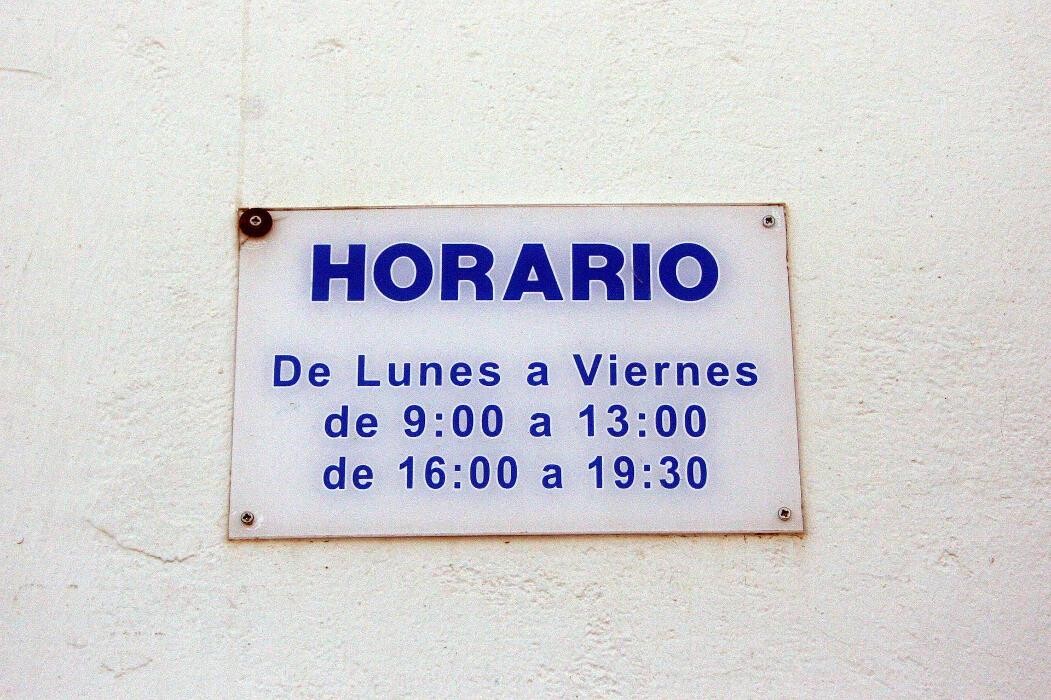 HORARIO
De Lunes a Viernes
de 9:00 a 13:00
de 16:00 a 19:30